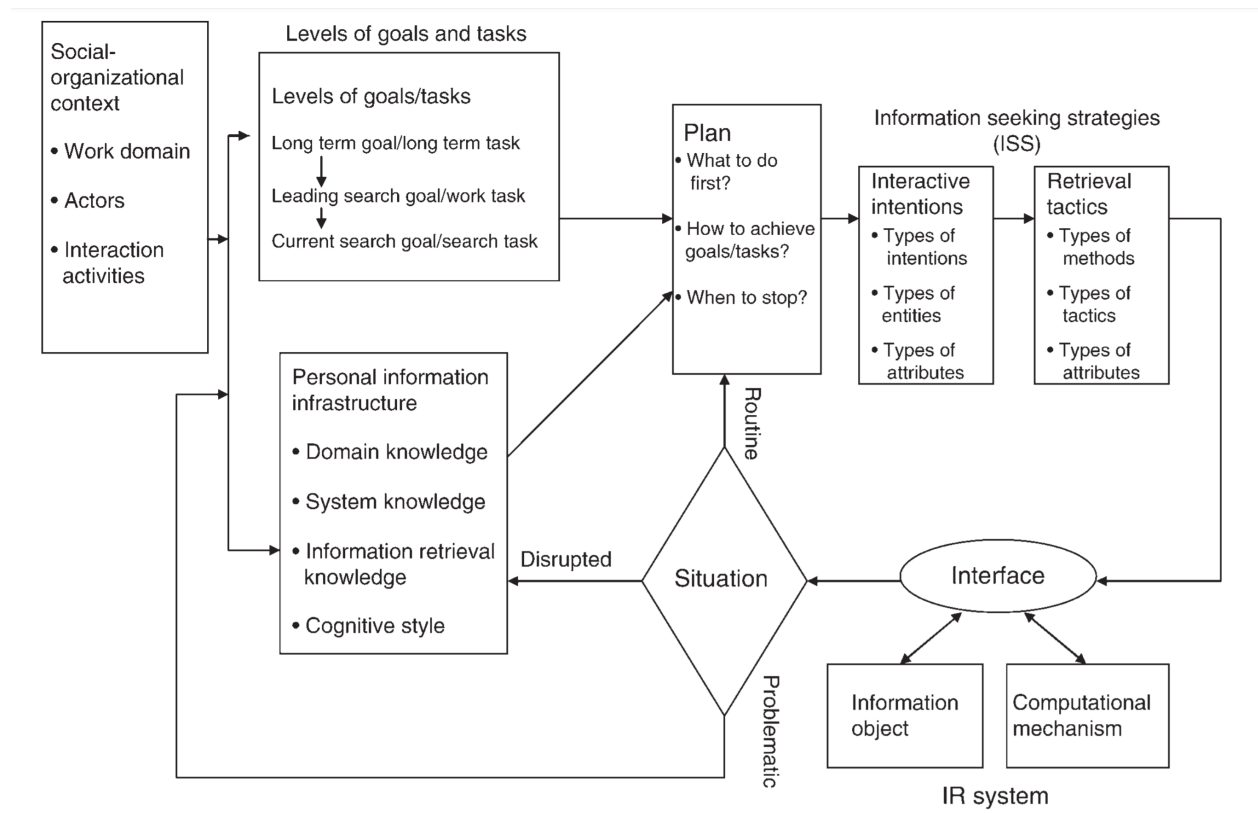 Social-
organizational
context
• Work domain
• Actors
• Interaction
activities
Levels of goals and tasks
Levels of goals/tasks
Long term goal/long term task
Leading search goal/work task
Current search goal/search task
Personal information
infrastructure
• Domain knowledge
• System knowledge
• Information retrieval
knowledge
• Cognitive style
Plan
• What to do
first?
• How to achieve
goals/tasks?
• When to stop?
Information seeking strategies
(ISS)
Interactive
intentions
• Types of
intentions
• Types of
entities
• Types of
attributes
Retrieval
tactics
• Types of
methods
• Types of
tactics
• Types of
attributes
Routine
Disrupted
Situation
Problematic
Interface
Information
object
Computational
mechanism
IR system